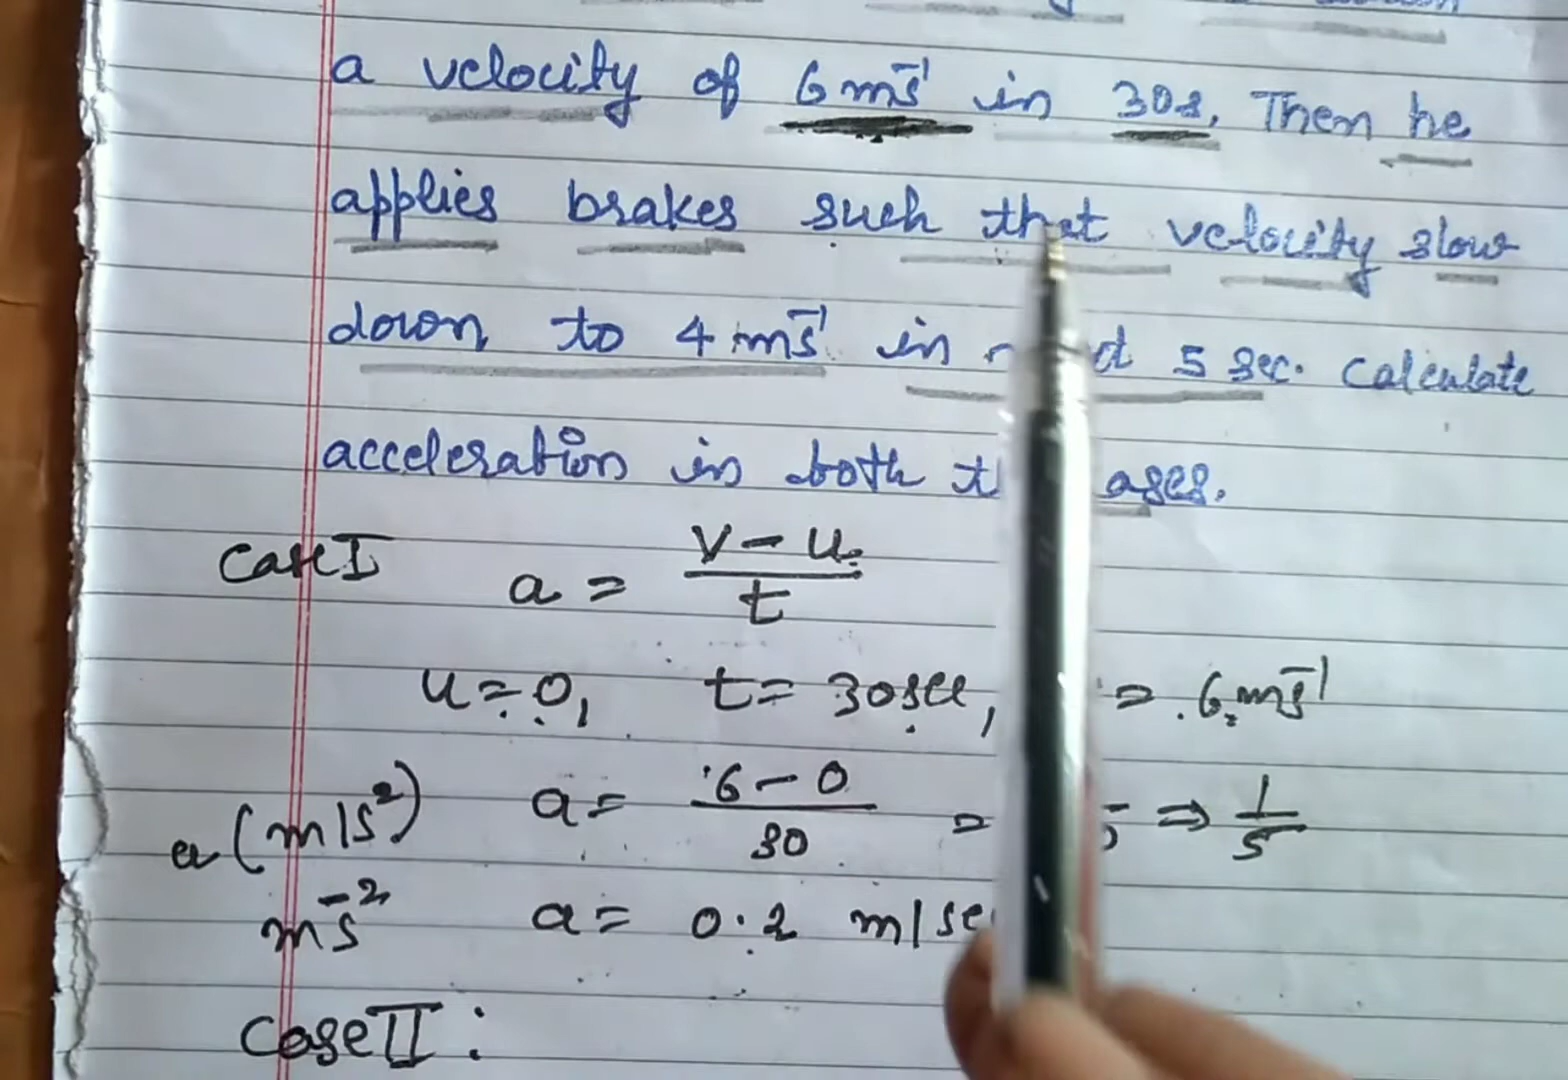 a velocity of 6 ms⁻¹ in 30s. Then he
applies brakes such that velocity slow
down to 4 ms⁻¹ in 5 sec. Calculate
acceleration in both
Case I a = (v - u)/t
u = 0, t = 30sec, = 6 ms⁻¹
a (m/s²) a = (6 - 0)/30 = ⇒ 1/5
ms⁻² a = 0.2 m/se
Case II :